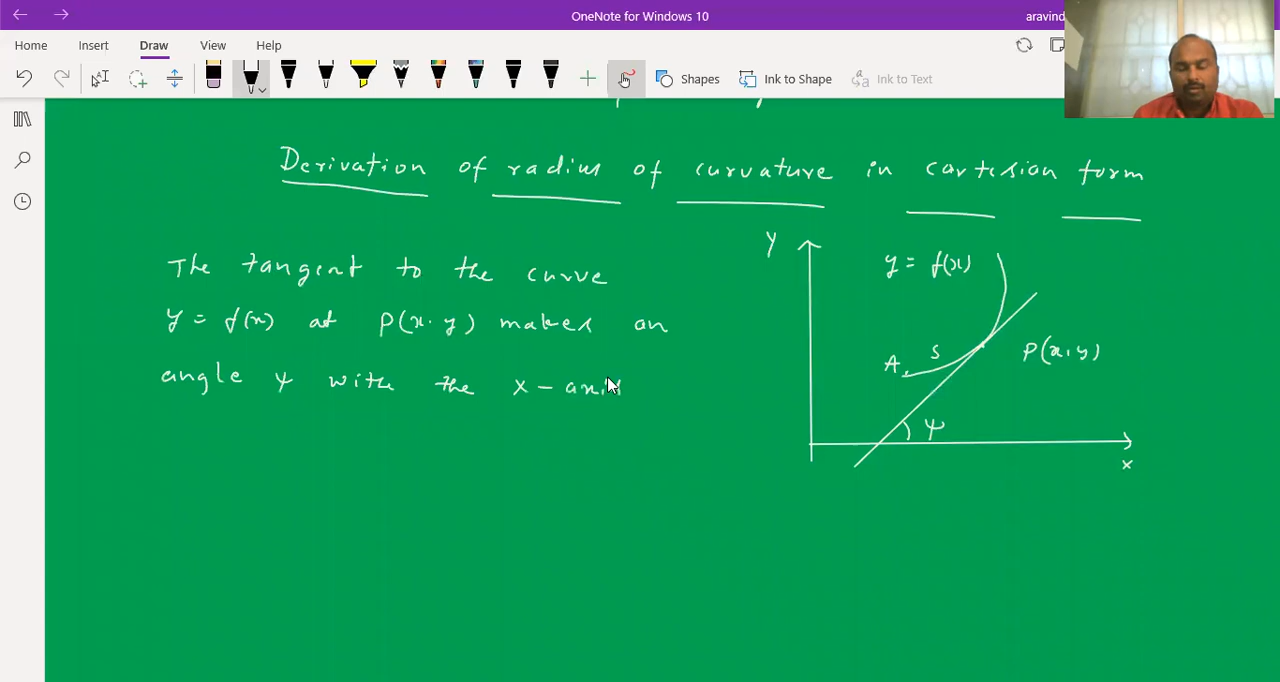 OneNote for Windows 10
aravind
Home Insert Draw View Help
Shapes Ink to Shape Ink to Text
Derivation of radius of curvature in cartesian form
The tangent to the curve
y = f(x) at P(x.y) makes an
angle ψ with the x - axis
Y
y = f(x)
A
S
P(x,y)
ψ
x